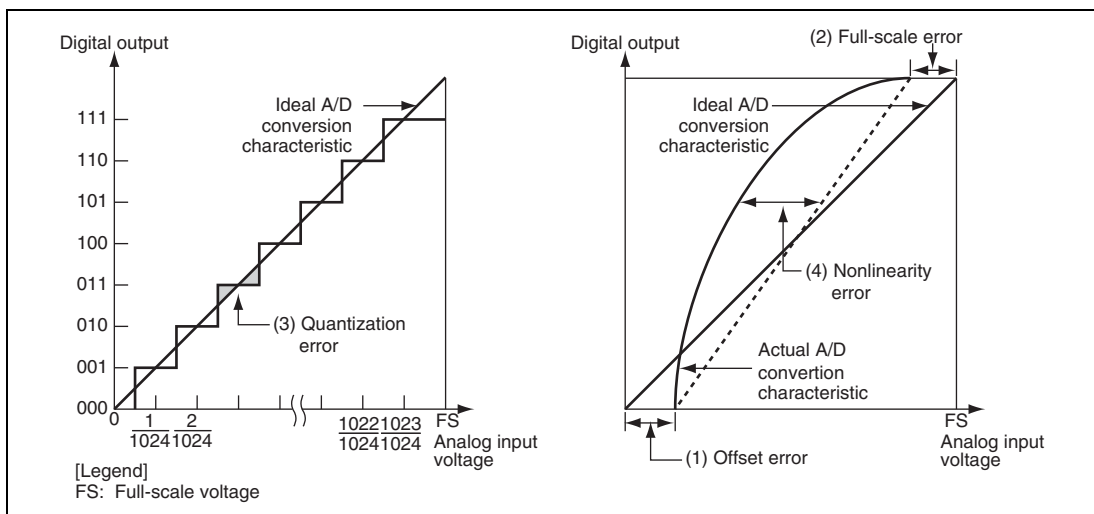 Digital output
Ideal A/D
conversion
characteristic
111
110
101
100
011
010
001
000
(3) Quantization
error
0
1
1024
2
1024
1022
1024
1023
1024
FS
Analog input
voltage
[Legend]
FS: Full-scale voltage
Digital output
(2) Full-scale error
Ideal A/D
conversion
characteristic
(4) Nonlinearity
error
Actual A/D
convertion
characteristic
FS
Analog input
voltage
(1) Offset error